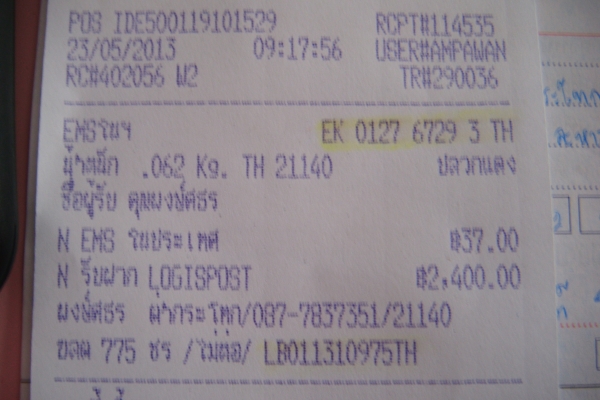 POS IDE500119101529 RCPT#114535
23/05/2013 09:17:56 USER#AMPAWAN
RC#402056 W2 TR#290036
EMSในฯ EK 0127 6729 3 TH
น้ำหนัก .062 Kg. TH 21140 ปลวกแดง
ชื่อผู้รับ คุณผงษ์ศธร
N EMS ในประเทศ ฿37.00
N รับฝาก LOGISPOST ฿2,400.00
ผงษ์ศธร ด่านกระโทก/087-7837351/21140
ขลด 775 ชร /ไม่ต่อ/ LB011310975TH